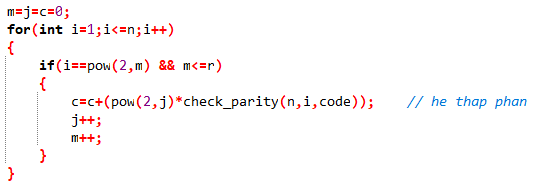 m=j=c=0;
for(int i=1;i<=n;i++)
{
if(i==pow(2,m) && m<=r)
{
c=c+(pow(2,j)*check_parity(n,i,code)); // he thap phan
j++;
m++;
}
}